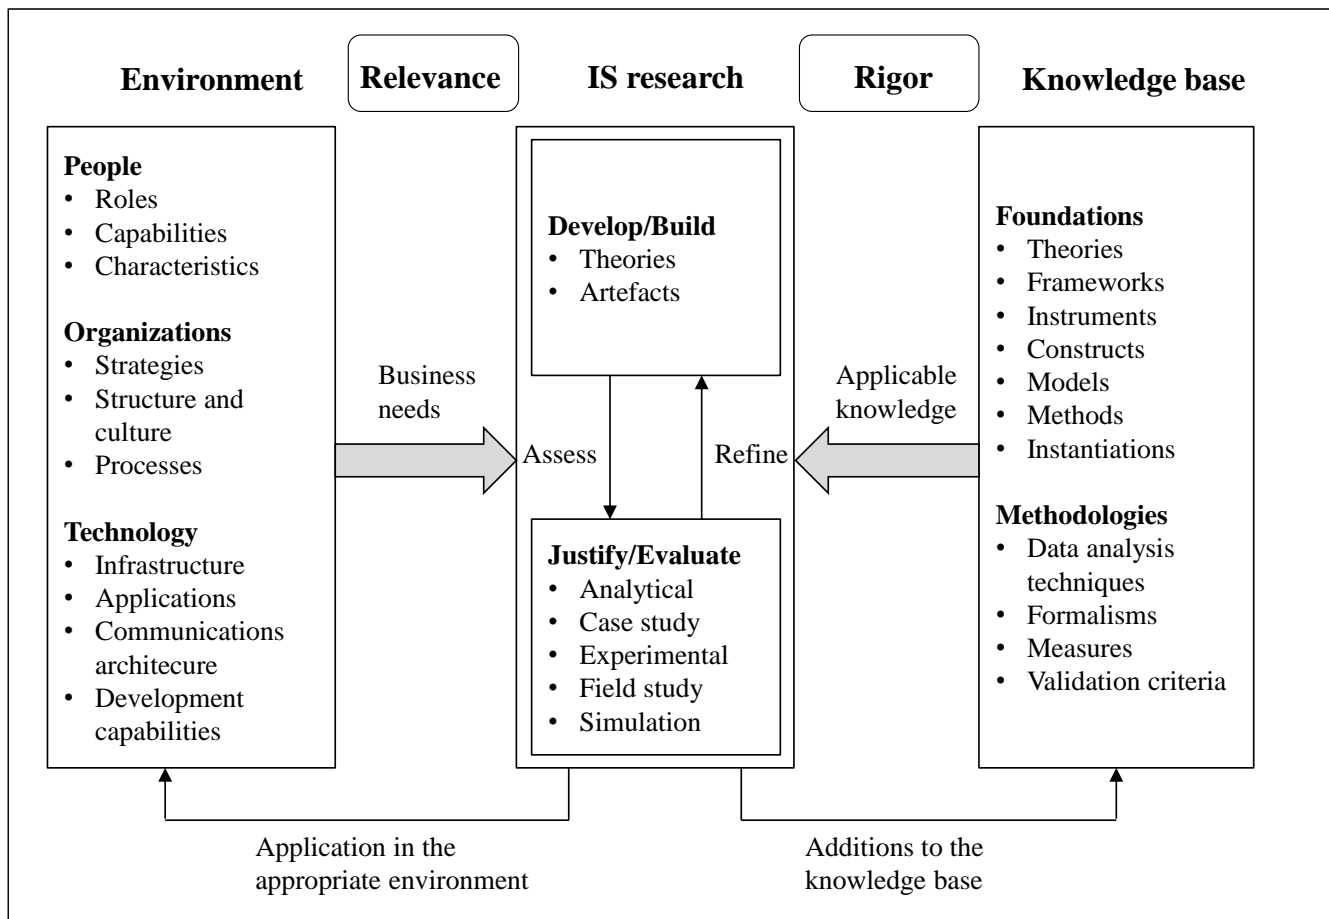 Environment
Relevance
IS research
Rigor
Knowledge base
People
• Roles
• Capabilities
• Characteristics
Organizations
• Strategies
• Structure and
culture
• Processes
Technology
• Infrastructure
• Applications
• Communications
architecure
• Development
capabilities
Business
needs
Develop/Build
• Theories
• Artefacts
Assess
Refine
Justify/Evaluate
• Analytical
• Case study
• Experimental
• Field study
• Simulation
Applicable
knowledge
Foundations
• Theories
• Frameworks
• Instruments
• Constructs
• Models
• Methods
• Instantiations
Methodologies
• Data analysis
techniques
• Formalisms
• Measures
• Validation criteria
Application in the
appropriate environment
Additions to the
knowledge base